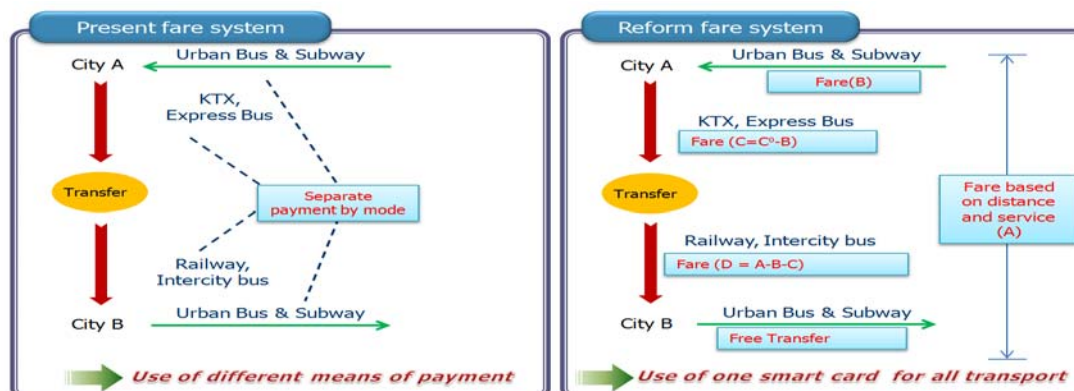 Present fare system
Urban Bus & Subway
City A
KTX,
Express Bus
Transfer
Separate
payment by mode
Railway,
Intercity bus
Urban Bus & Subway
City B
Use of different means of payment
Reform fare system
Urban Bus & Subway
City A
Fare(B)
KTX, Express Bus
Fare (C=C⁰-B)
Transfer
Fare based
on distance
and service
(A)
Railway, Intercity bus
Fare (D = A-B-C)
Urban Bus & Subway
City B
Free Transfer
Use of one smart card for all transport